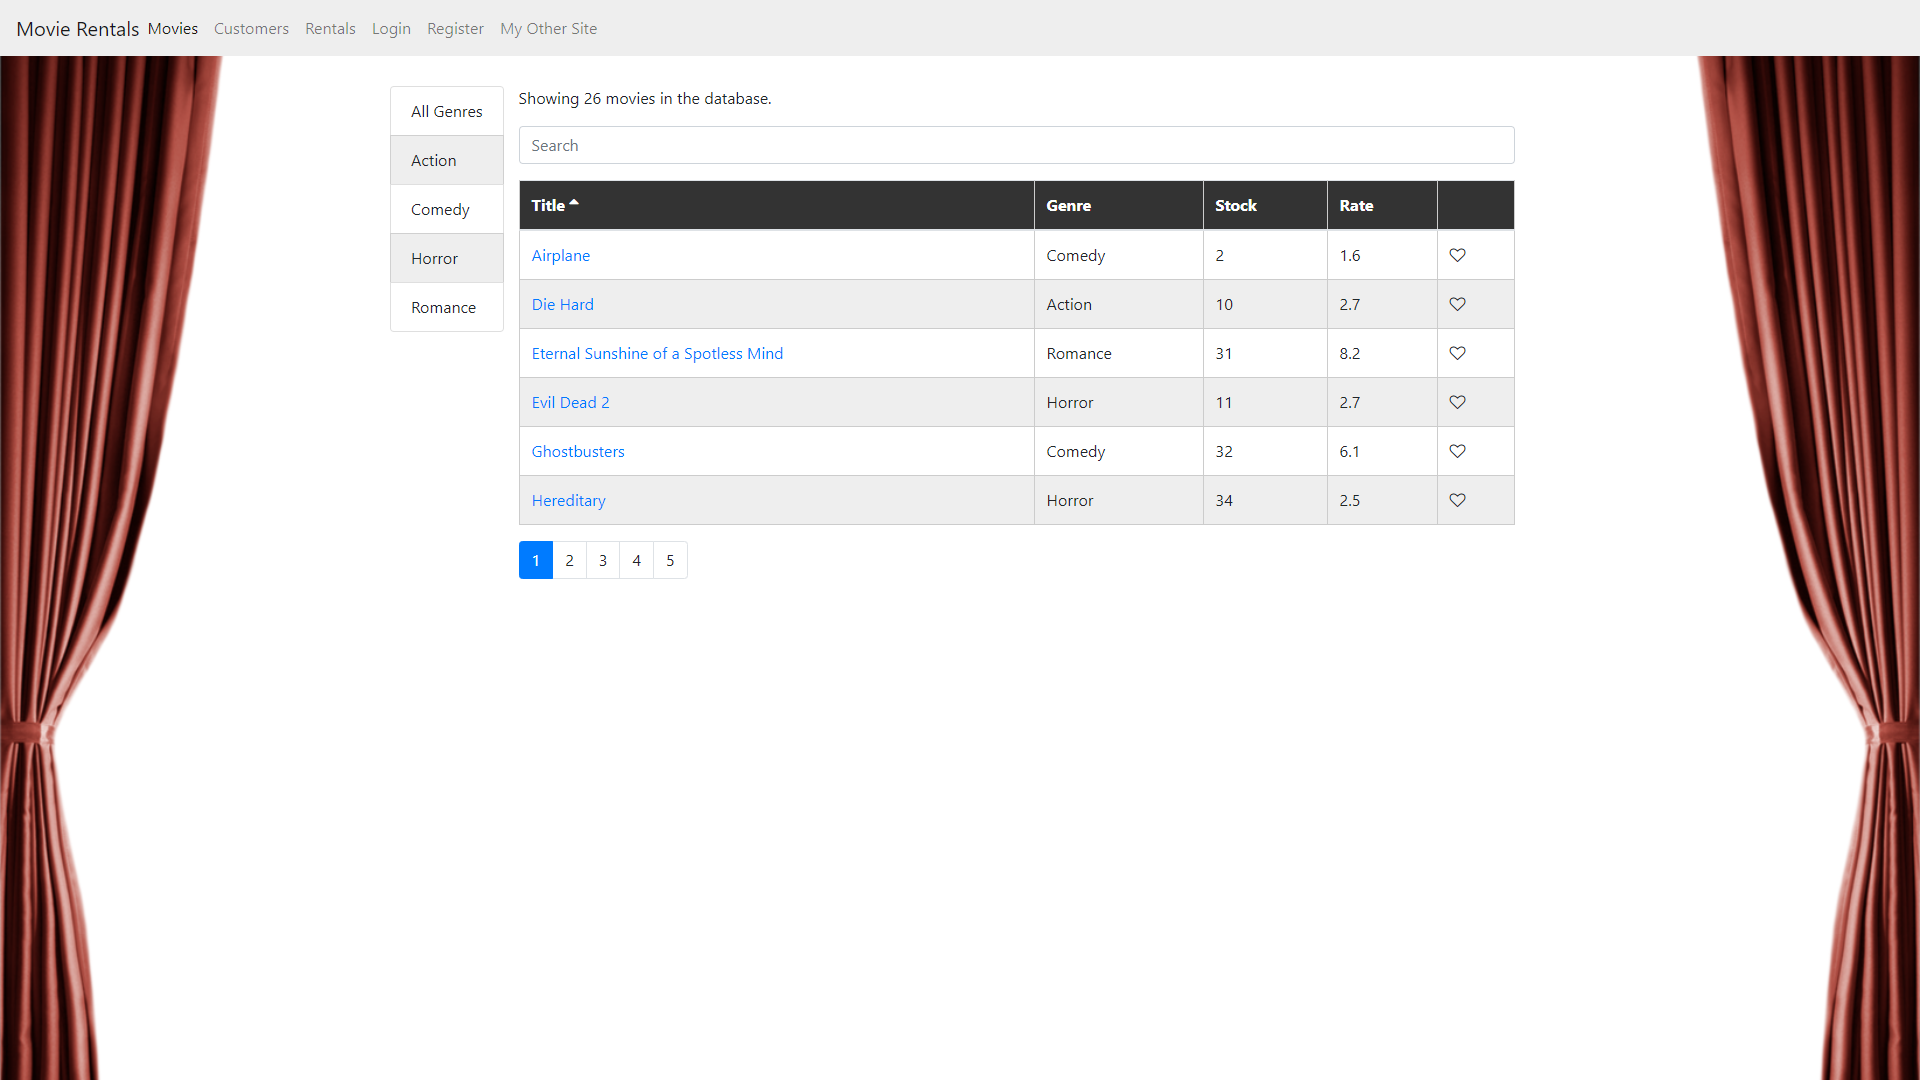 Movie Rentals Movies Customers Rentals Login Register My Other Site
All Genres
Action
Comedy
Horror
Romance
Showing 26 movies in the database.
Search
Title Genre Stock Rate
Airplane Comedy 2 1.6
Die Hard Action 10 2.7
Eternal Sunshine of a Spotless Mind Romance 31 8.2
Evil Dead 2 Horror 11 2.7
Ghostbusters Comedy 32 6.1
Hereditary Horror 34 2.5
1 2 3 4 5